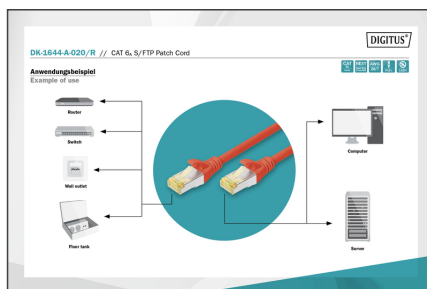 DIGITUS®
DK-1644-A-020/R // CAT 6A S/FTP Patch Cord
Anwendungsbeispiel
Example of use
Router
Switch
Wall outlet
Floor tank
Computer
Server